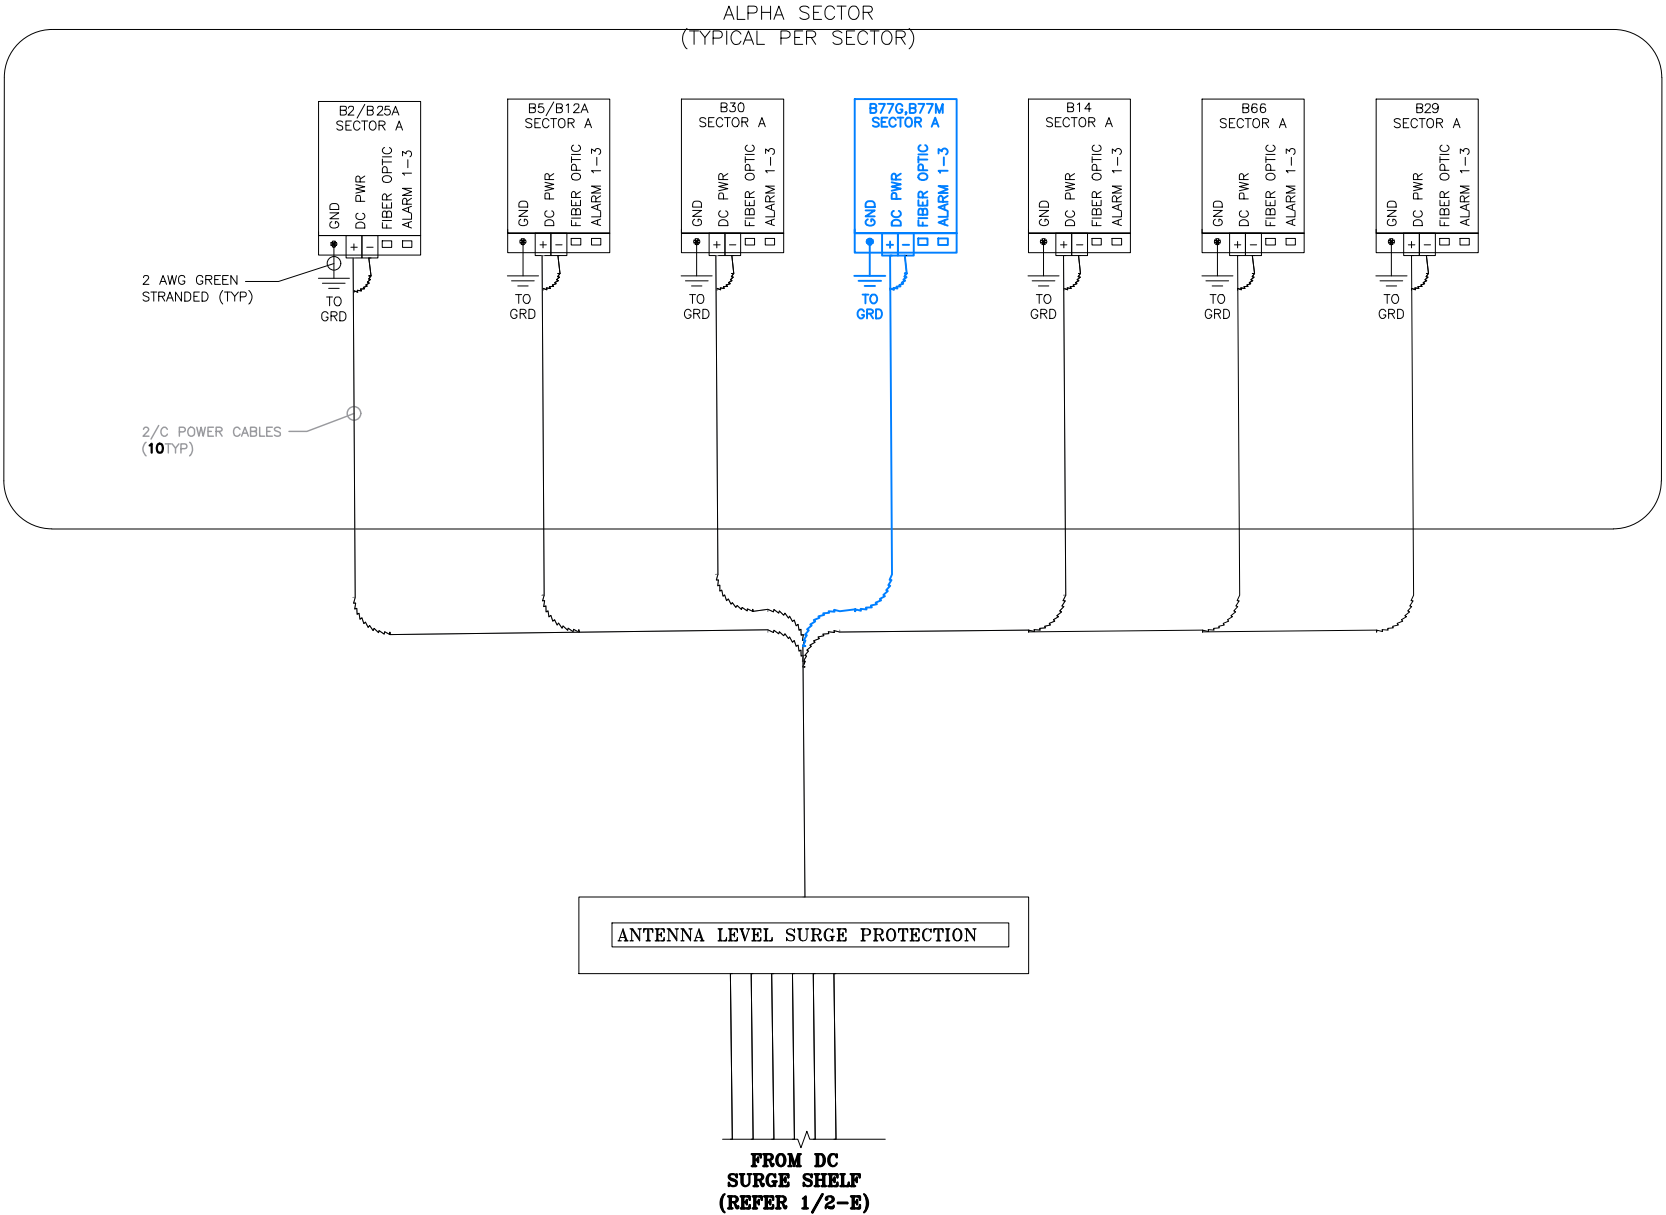 ALPHA SECTOR
(TYPICAL PER SECTOR)
B2/B25A
SECTOR A
GND
DC PWR
FIBER OPTIC
ALARM 1-3
+ -
TO
GRD
B5/B12A
SECTOR A
GND
DC PWR
FIBER OPTIC
ALARM 1-3
+ -
TO
GRD
B30
SECTOR A
GND
DC PWR
FIBER OPTIC
ALARM 1-3
+ -
TO
GRD
B77G,B77M
SECTOR A
GND
DC PWR
FIBER OPTIC
ALARM 1-3
+ -
TO
GRD
B14
SECTOR A
GND
DC PWR
FIBER OPTIC
ALARM 1-3
+ -
TO
GRD
B66
SECTOR A
GND
DC PWR
FIBER OPTIC
ALARM 1-3
+ -
TO
GRD
B29
SECTOR A
GND
DC PWR
FIBER OPTIC
ALARM 1-3
+ -
TO
GRD
2 AWG GREEN
STRANDED (TYP)
2/C POWER CABLES
(10TYP)
ANTENNA LEVEL SURGE PROTECTION
FROM DC
SURGE SHELF
(REFER 1/2-E)